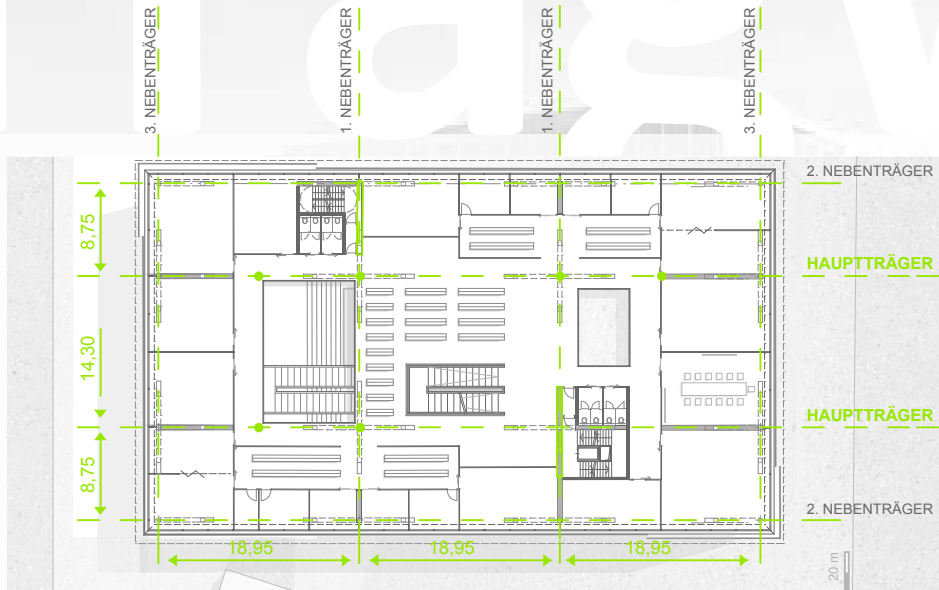 Tagw
3. NEBENTRÄGER
1. NEBENTRÄGER
1. NEBENTRÄGER
3. NEBENTRÄGER
2. NEBENTRÄGER
8,75
HAUPTTRÄGER
14,30
HAUPTTRÄGER
8,75
2. NEBENTRÄGER
18,95
18,95
18,95
20 m